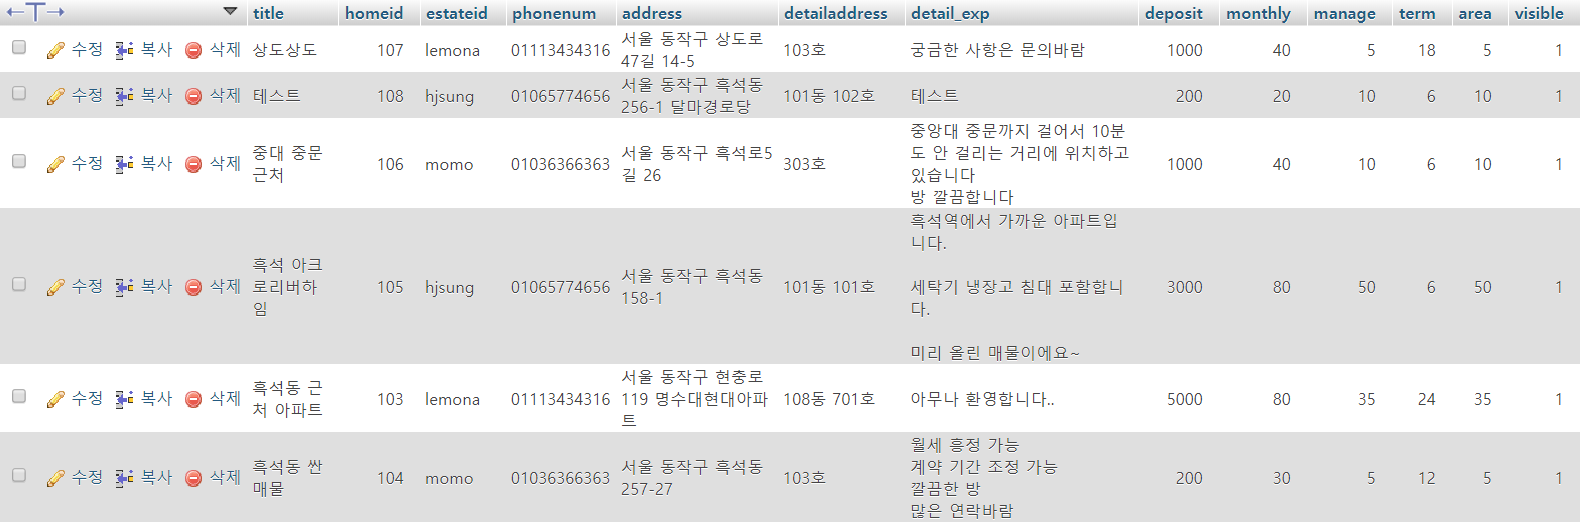 title homeid estateid phonenum address detailaddress detail_exp deposit monthly manage term area visible
수정 복사 삭제 상도상도 107 lemona 01113434316 서울 동작구 상도로
47길 14-5 103호 궁금한 사항은 문의바람 1000 40 5 18 5 1
수정 복사 삭제 테스트 108 hjsung 01065774656 서울 동작구 흑석동
256-1 달마경로당 101동 102호 테스트 200 20 10 6 10 1
수정 복사 삭제 중대 중문
근처 106 momo 01036366363 서울 동작구 흑석로5
길 26 303호 중앙대 중문까지 걸어서 10분
도 안 걸리는 거리에 위치하고
있습니다
방 깔끔합니다 1000 40 10 6 10 1
수정 복사 삭제 흑석 아크
로리버하
임 105 hjsung 01065774656 서울 동작구 흑석동
158-1 101동 101호 흑석역에서 가까운 아파트입
니다.
세탁기 냉장고 침대 포함합니
다.
미리 올린 매물이에요~ 3000 80 50 6 50 1
수정 복사 삭제 흑석동 근
처 아파트 103 lemona 01113434316 서울 동작구 현충로
119 명수대현대아파
트 108동 701호 아무나 환영합니다.. 5000 80 35 24 35 1
수정 복사 삭제 흑석동 싼
매물 104 momo 01036366363 서울 동작구 흑석동
257-27 103호 월세 흥정 가능
계약 기간 조정 가능
깔끔한 방
많은 연락바람 200 30 5 12 5 1